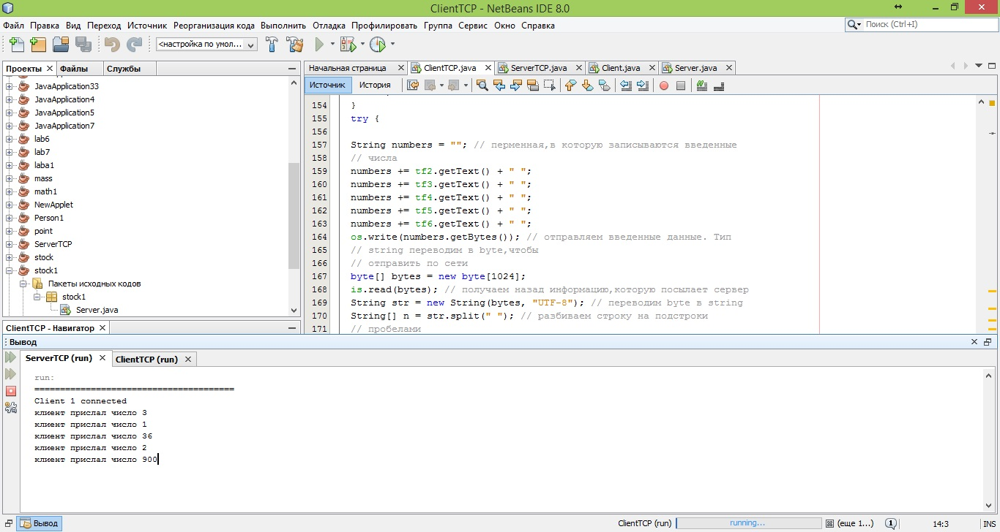 ClientTCP - NetBeans IDE 8.0
Файл Правка Вид Переход Источник Реорганизация кода Выполнить Отладка Профилировать Группа Сервис Окно Справка
Поиск (Ctrl+I)
<настройка по умол...
Проекты Файлы Службы
JavaApplication33
JavaApplication4
JavaApplication5
JavaApplication7
lab6
lab7
laba1
mass
math1
NewApplet
Person1
point
ServerTCP
stock
stock1
Пакеты исходных кодов
stock1
Server.java
ClientTCP - Навигатор
Начальная страница ClientTCP.java ServerTCP.java Client.java Server.java
Источник История
154 }
155 try {
156
157 String numbers = ""; // перменная,в которую записываются введенные
158 // числа
159 numbers += tf2.getText() + " ";
160 numbers += tf3.getText() + " ";
161 numbers += tf4.getText() + " ";
162 numbers += tf5.getText() + " ";
163 numbers += tf6.getText() + " ";
164 os.write(numbers.getBytes()); // отправляем введенные данные. Тип
165 // string переводим в byte,чтобы
166 // отправить по сети
167 byte[] bytes = new byte[1024];
168 is.read(bytes); // получаем назад информацию,которую посылает сервер
169 String str = new String(bytes, "UTF-8"); // переводим byte в string
170 String[] n = str.split(" "); // разбиваем строку на подстроки
171 // пробелами
Вывод
ServerTCP (run) ClientTCP (run)
run:
=======================================
Client 1 connected
клиент прислал число 3
клиент прислал число 1
клиент прислал число 36
клиент прислал число 2
клиент прислал число 900
Вывод
ClientTCP (run) running... (еще 1...) 1 14:3 INS